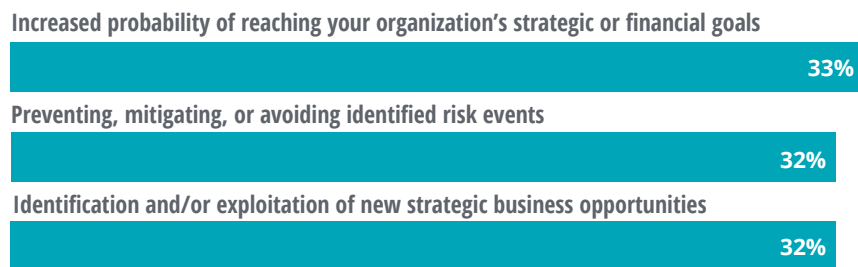 Increased probability of reaching your organization’s strategic or financial goals
33%
Preventing, mitigating, or avoiding identified risk events
32%
Identification and/or exploitation of new strategic business opportunities
32%